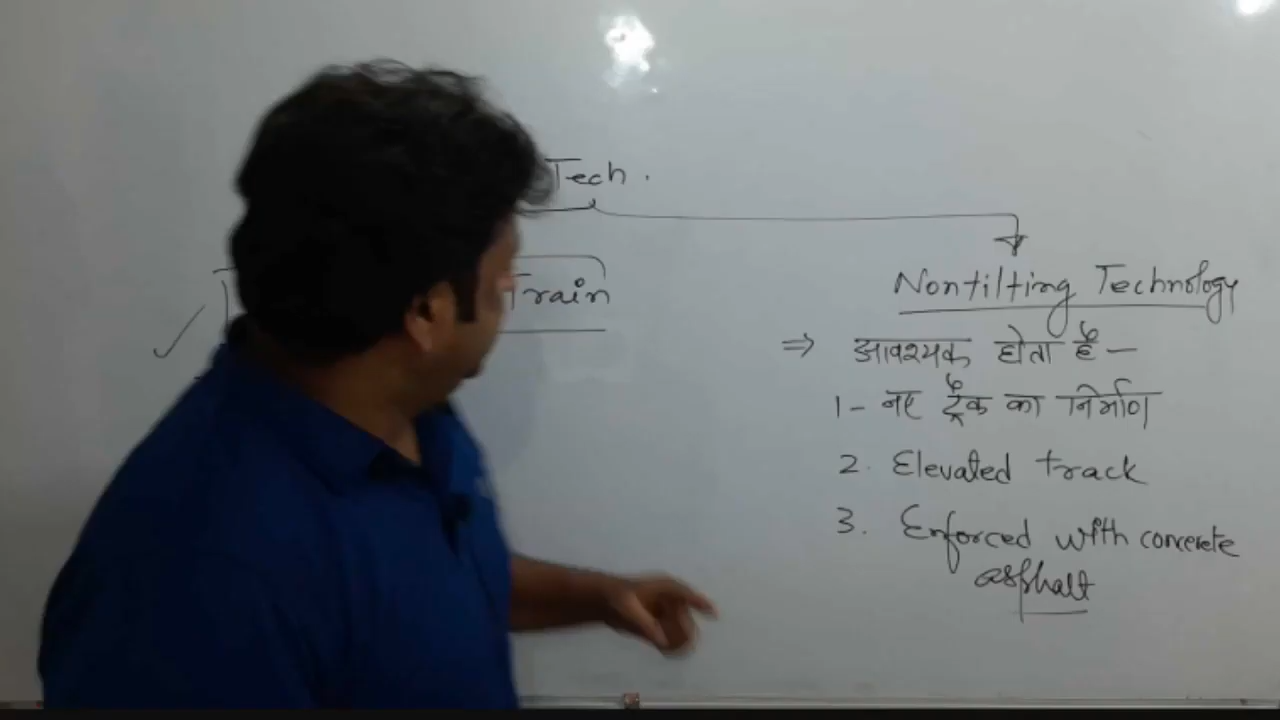 Tech.
Train
Nontilting Technology
⇒ आवश्यक होता है -
1- नए ट्रैक का निर्माण
2. Elevated track
3. Enforced with concrete
asphalt